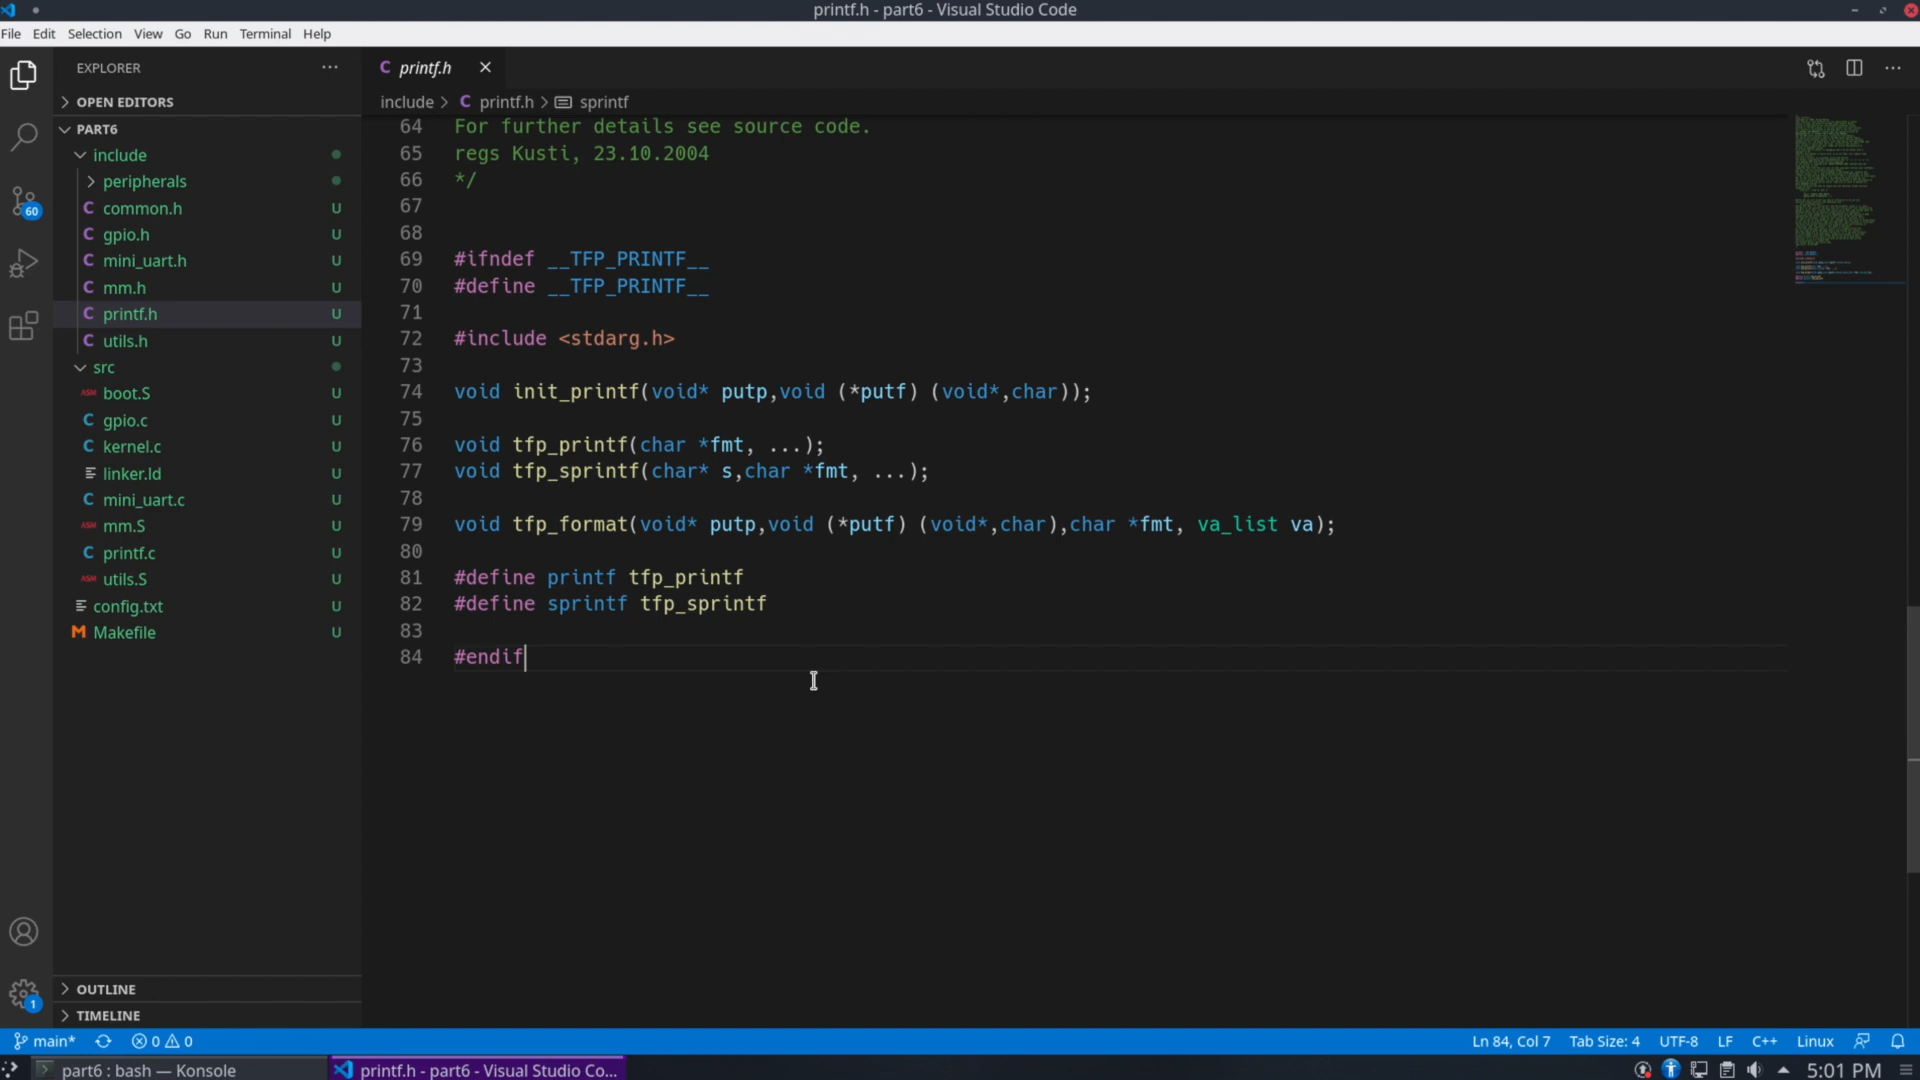 printf.h - part6 - Visual Studio Code
File Edit Selection View Go Run Terminal Help
EXPLORER
OPEN EDITORS
PART6
include
peripherals
C common.h U
C gpio.h U
C mini_uart.h U
C mm.h U
C printf.h U
C utils.h U
src
ASM boot.S U
C gpio.c U
C kernel.c U
linker.ld U
C mini_uart.c U
ASM mm.S U
C printf.c U
ASM utils.S U
config.txt U
M Makefile U
OUTLINE
TIMELINE
60
1
C printf.h
include > C printf.h > sprintf
64 For further details see source code.
65 regs Kusti, 23.10.2004
66 */
67
68
69 #ifndef __TFP_PRINTF__
70 #define __TFP_PRINTF__
71
72 #include <stdarg.h>
73
74 void init_printf(void* putp,void (*putf) (void*,char));
75
76 void tfp_printf(char *fmt, ...);
77 void tfp_sprintf(char* s,char *fmt, ...);
78
79 void tfp_format(void* putp,void (*putf) (void*,char),char *fmt, va_list va);
80
81 #define printf tfp_printf
82 #define sprintf tfp_sprintf
83
84 #endif
main* 0 0 Ln 84, Col 7 Tab Size: 4 UTF-8 LF C++ Linux
part6 : bash — Konsole printf.h - part6 - Visual Studio Co... 5:01 PM